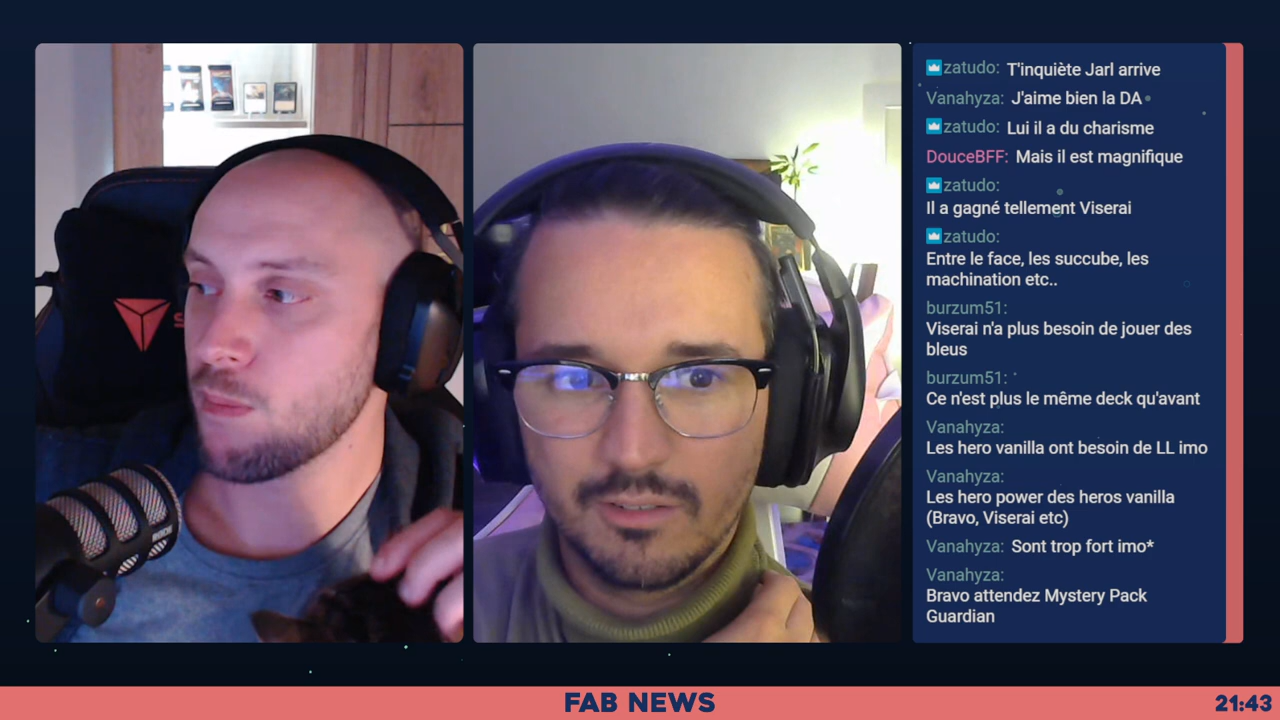 zatudo: T'inquiète Jarl arrive
Vanahyza: J'aime bien la DA
zatudo: Lui il a du charisme
DouceBFF: Mais il est magnifique
zatudo:
Il a gagné tellement Viserai
zatudo:
Entre le face, les succube, les
machination etc..
burzum51:
Viserai n'a plus besoin de jouer des
bleus
burzum51:
Ce n'est plus le même deck qu'avant
Vanahyza:
Les hero vanilla ont besoin de LL imo
Vanahyza:
Les hero power des heros vanilla
(Bravo, Viserai etc)
Vanahyza: Sont trop fort imo*
Vanahyza:
Bravo attendez Mystery Pack
Guardian
FAB NEWS
21:43